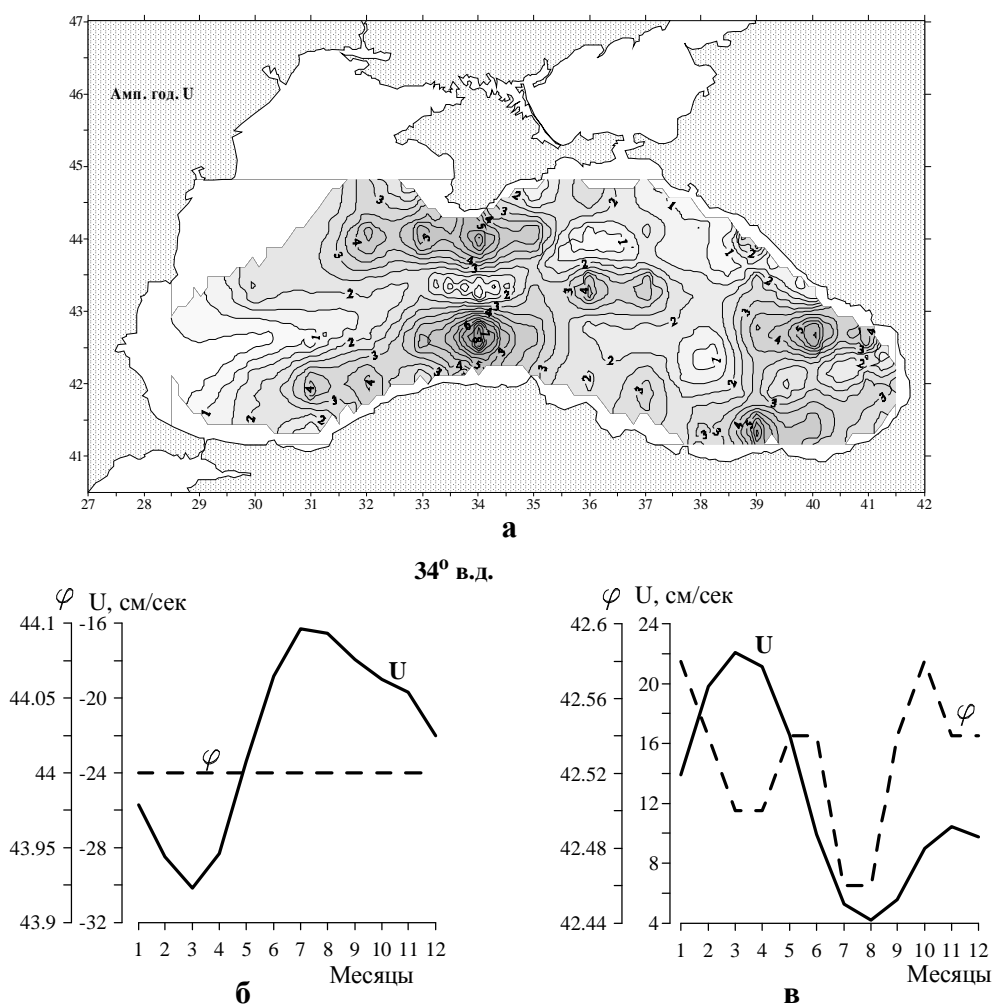 47
46
45
44
43
42
41
Амп. год. U
27 28 29 30 31 32 33 34 35 36 37 38 39 40 41 42
а
34° в.д.
φ U, см/сек
44.1 -16
44.05 -20
44 -24
43.95 -28
43.9 -32
U
φ
1 2 3 4 5 6 7 8 9 10 11 12
Месяцы
б
φ U, см/сек
42.6 24
42.56 20
42.52 16
42.48 12
42.44 8
4
U
φ
1 2 3 4 5 6 7 8 9 10 11 12
Месяцы
в